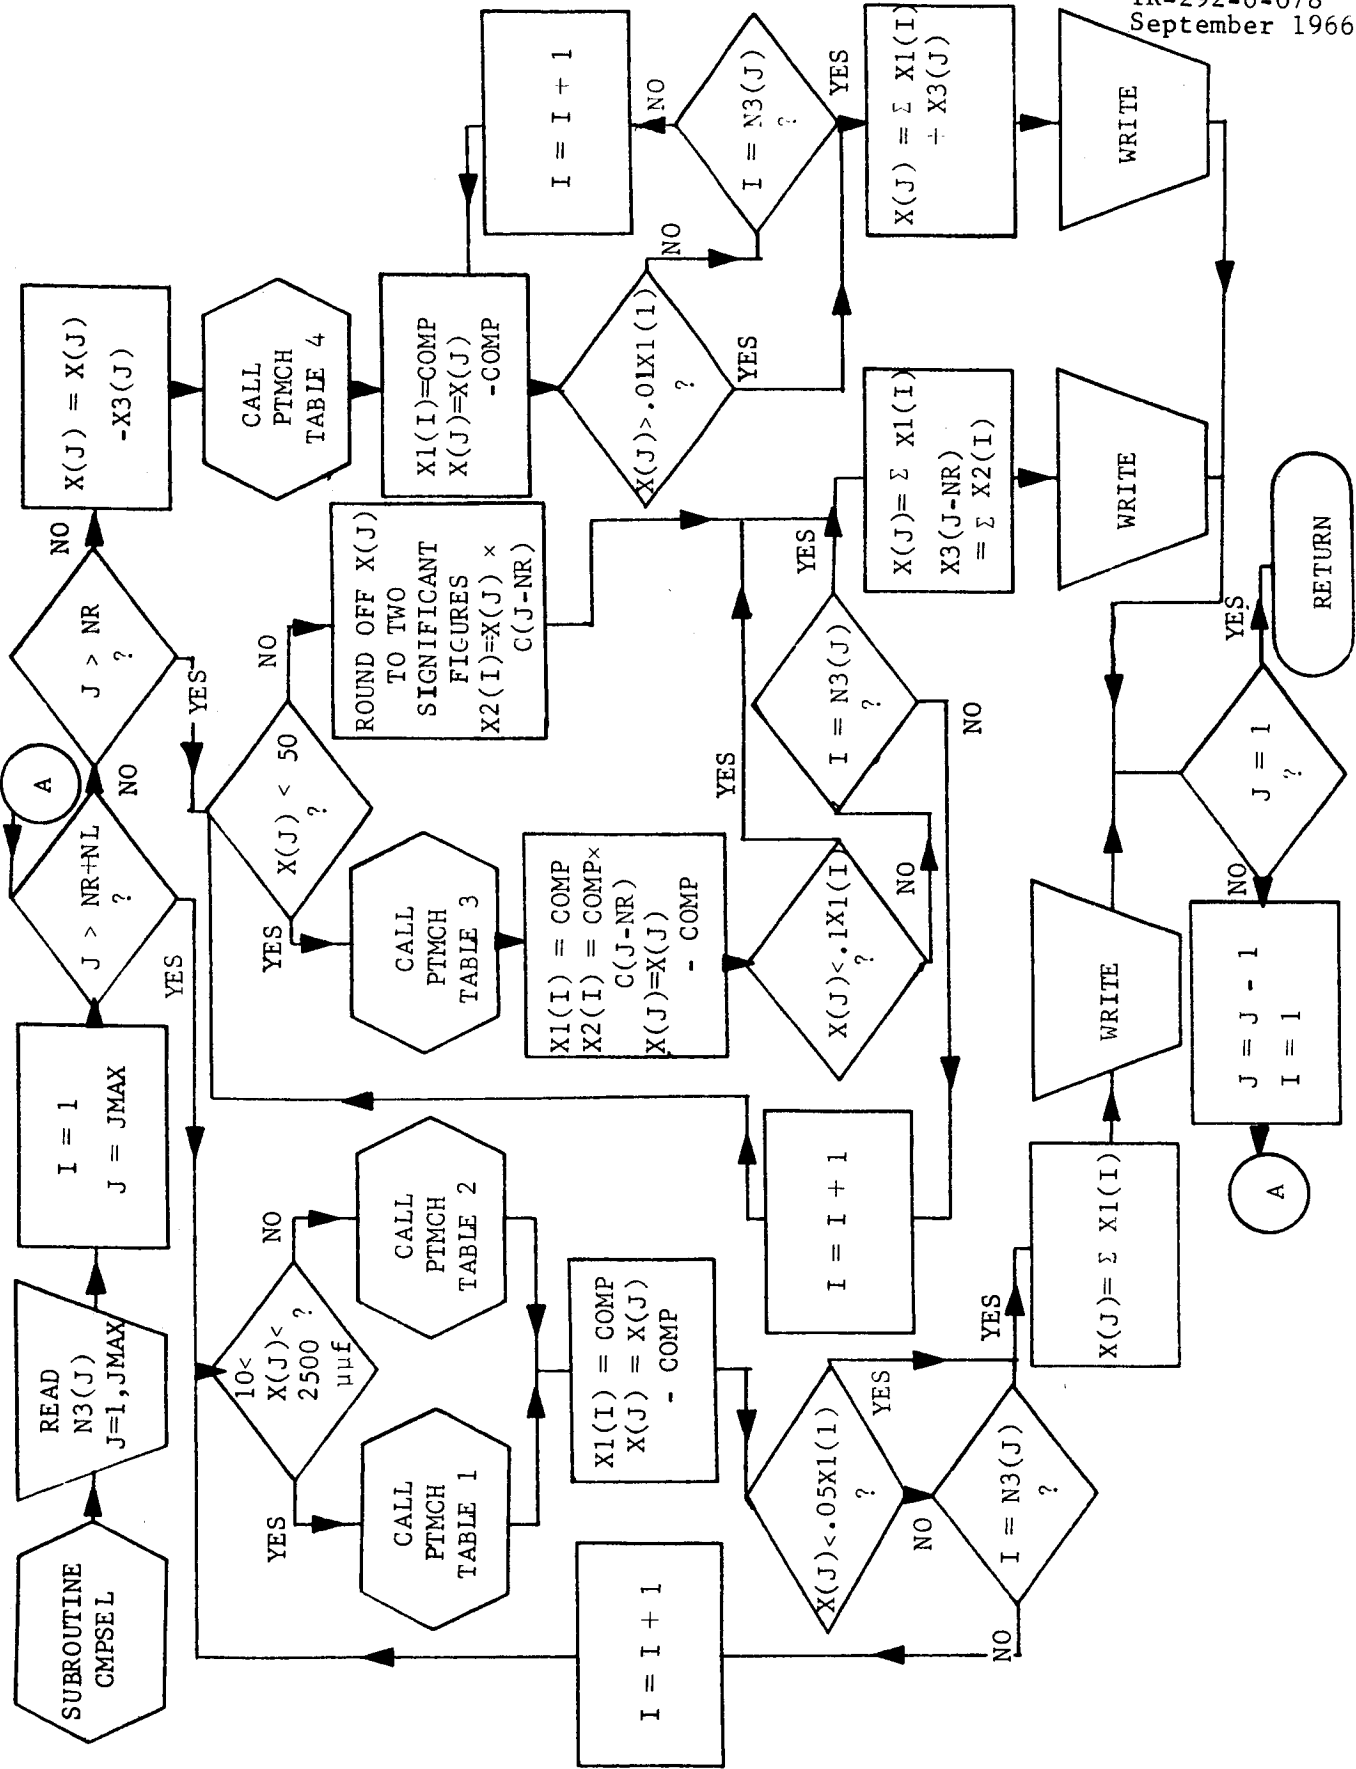 TR-292-6-078
September 1966
SUBROUTINE
CMPSEL
READ
N3(J)
J=1,JMAX
I = 1
J = JMAX
J > NR+NL
?
A
NO
YES
J > NR
?
NO
YES
X(J) = X(J)
-X3(J)
CALL
PTMCH
TABLE 4
X1(I)=COMP
X(J)=X(J)
-COMP
I = I + 1
X(J)>.01X1(1)
?
NO
YES
I = N3(J)
?
NO
YES
X(J) = Σ X1(I)
+ X3(J)
WRITE
X(J) < 50
?
NO
YES
ROUND OFF X(J)
TO TWO
SIGNIFICANT
FIGURES
X2(I)=X(J) ×
C(J-NR)
CALL
PTMCH
TABLE 3
X1(I) = COMP
X2(I) = COMP×
C(J-NR)
X(J)=X(J)
- COMP
X(J)<.1X1(I)
?
YES
NO
I = N3(J)
?
YES
NO
X(J)= Σ X1(I)
X3(J-NR)
= Σ X2(I)
WRITE
I = I + 1
10<
X(J)<
2500
?
μμf
NO
YES
CALL
PTMCH
TABLE 2
CALL
PTMCH
TABLE 1
X1(I) = COMP
X(J) = X(J)
- COMP
X(J)<.05X1(1)
?
YES
NO
I = N3(J)
?
YES
NO
I = I + 1
X(J)= Σ X1(I)
WRITE
J = 1
?
YES
NO
RETURN
J = J - 1
I = 1
A